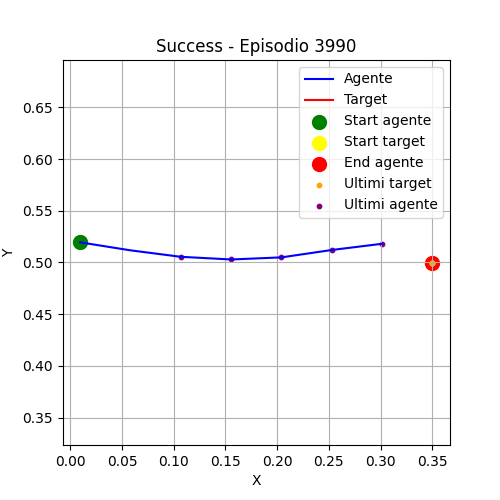 Success - Episodio 3990
Agente
Target
Start agente
Start target
End agente
Ultimi target
Ultimi agente
0.65
0.60
0.55
0.50
0.45
0.40
0.35
Y
0.00 0.05 0.10 0.15 0.20 0.25 0.30 0.35
X